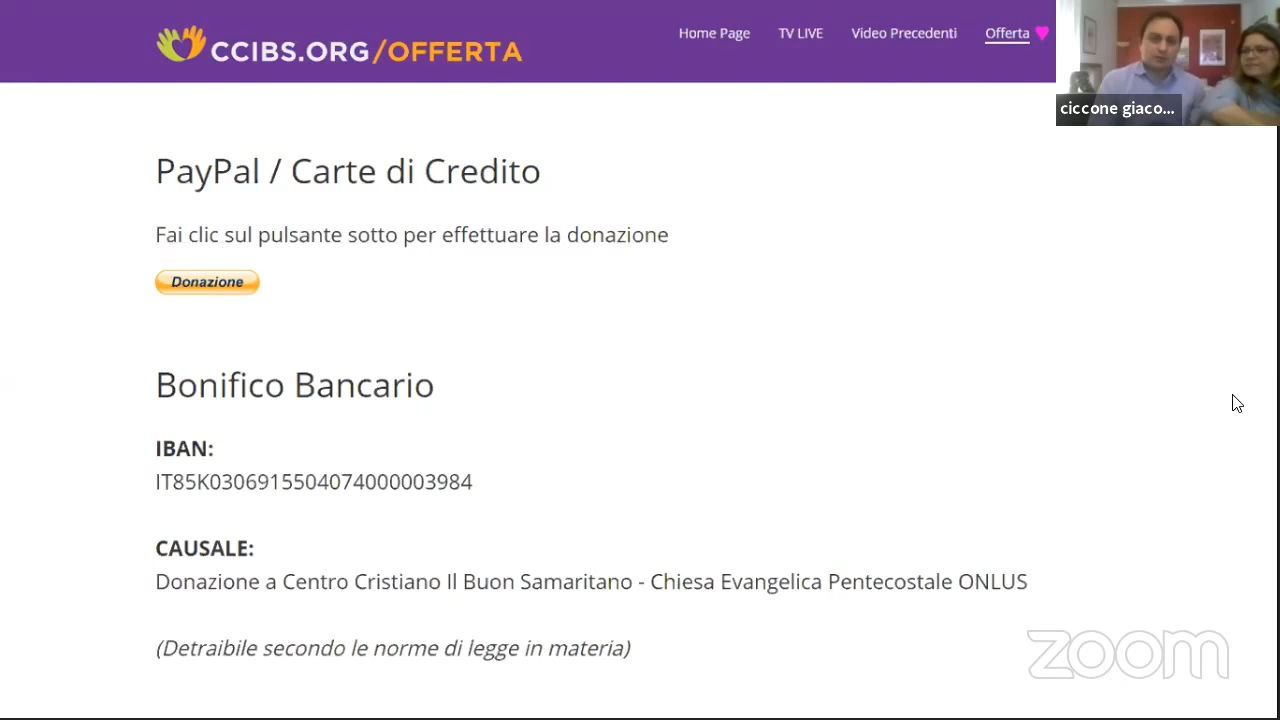 CCIBS.ORG/OFFERTA
Home Page TV LIVE Video Precedenti Offerta
ciccone giaco...
PayPal / Carte di Credito
Fai clic sul pulsante sotto per effettuare la donazione
Donazione
Bonifico Bancario
IBAN:
IT85K0306915504074000003984
CAUSALE:
Donazione a Centro Cristiano Il Buon Samaritano - Chiesa Evangelica Pentecostale ONLUS
(Detraibile secondo le norme di legge in materia)
zoom